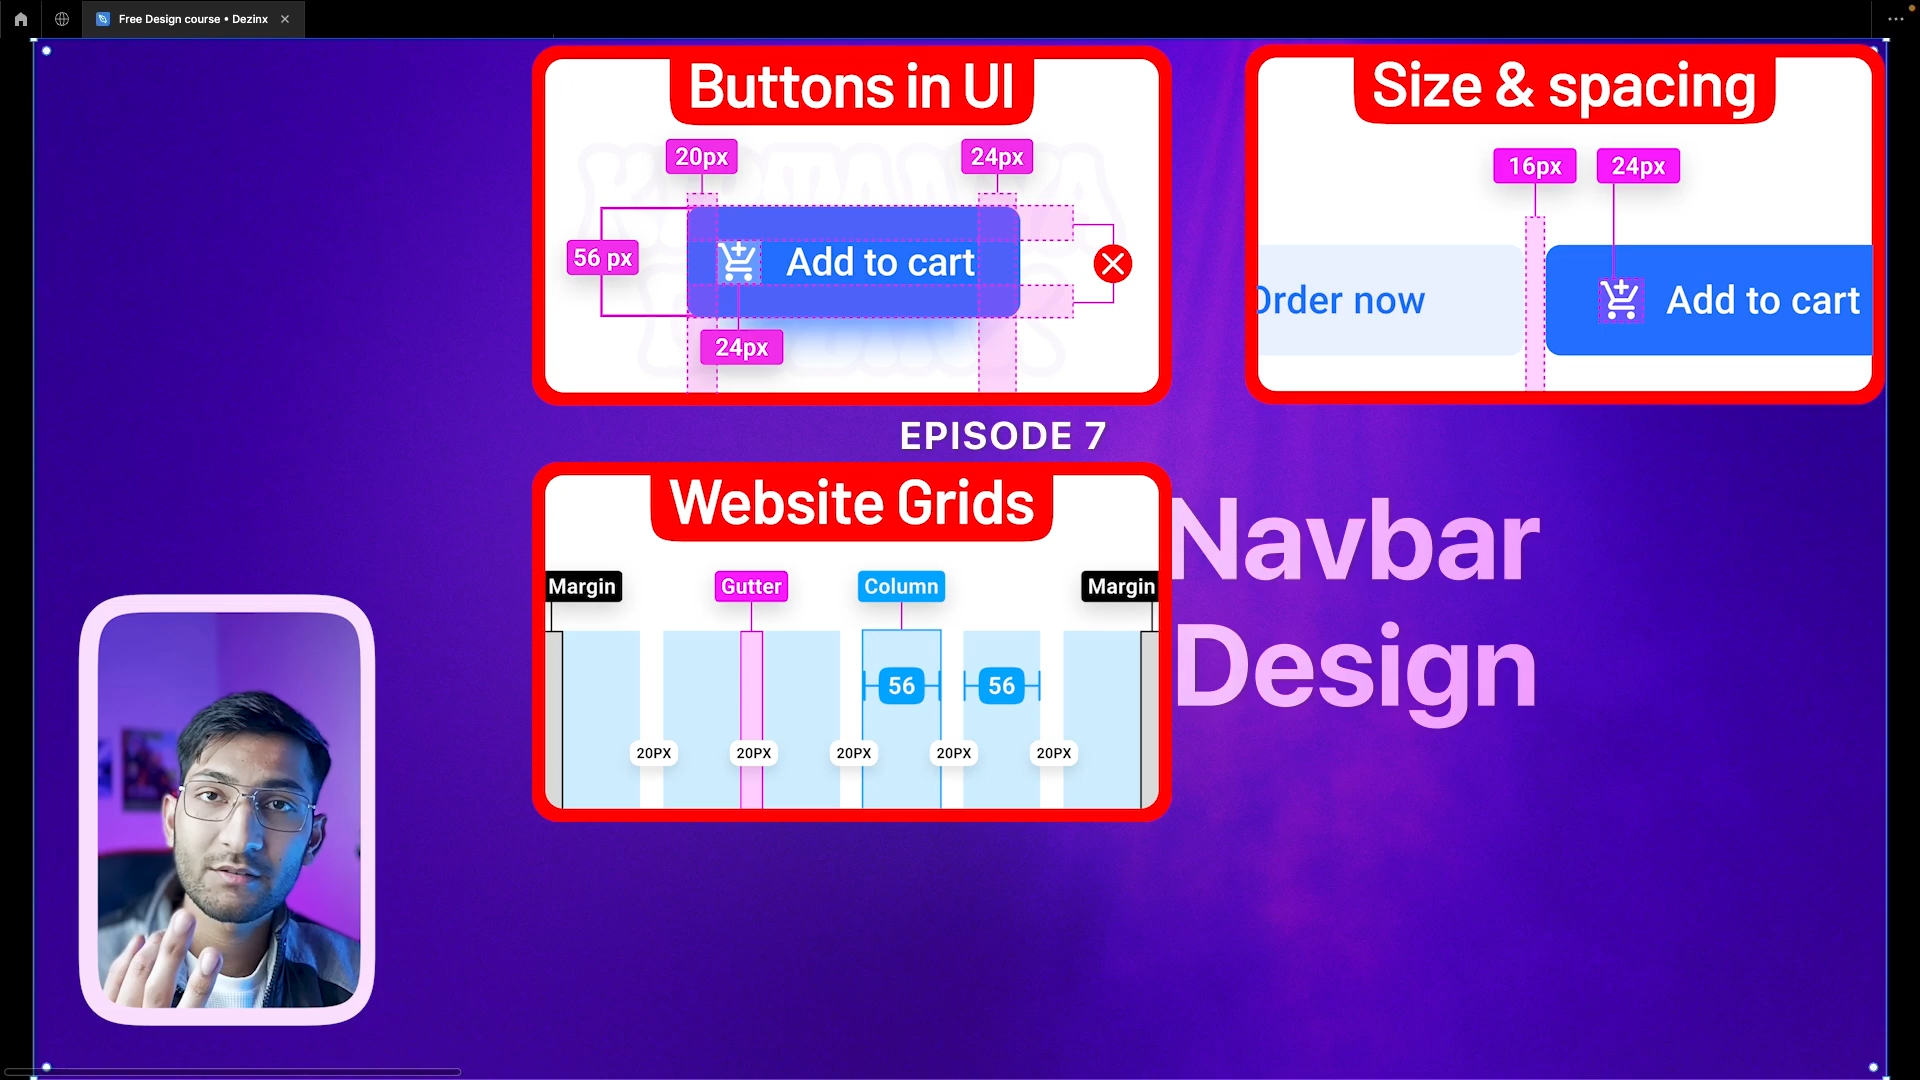 Free Design course • Dezinx
Buttons in UI
20px
24px
56 px
Add to cart
24px
Size & spacing
16px
24px
Order now
Add to cart
EPISODE 7
Website Grids
Margin
Gutter
Column
Margin
56
56
20PX
20PX
20PX
20PX
20PX
Navbar
Design